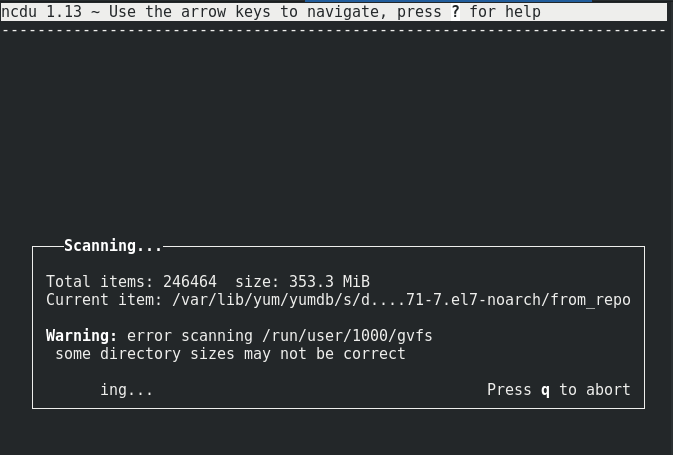 ncdu 1.13 ~ Use the arrow keys to navigate, press ? for help
Scanning...
Total items: 246464  size: 353.3 MiB
Current item: /var/lib/yum/yumdb/s/d....71-7.el7-noarch/from_repo
Warning: error scanning /run/user/1000/gvfs
some directory sizes may not be correct
ing... Press q to abort